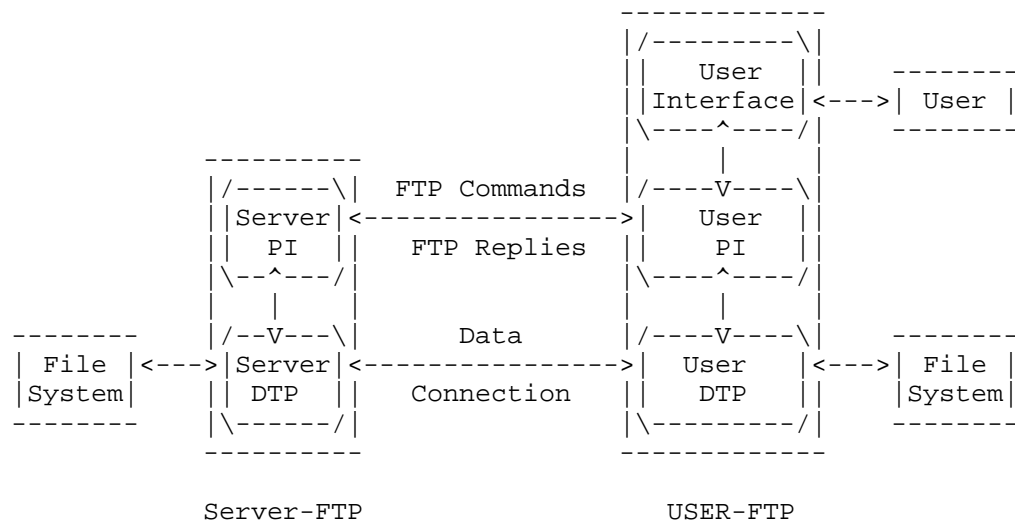 -------------
                                            |/---------\|
                                            ||   User  ||    --------
                                            ||Interface|<--->| User |
                                            |\----^----/|    --------
                  ----------                |     |     |
                  |/------\|  FTP Commands  |/----V----\|
                  ||Server|<---------------->|   User  ||
                  ||  PI  ||   FTP Replies  ||    PI   ||
                  |\--^---/|                |\----^----/|
                  |   |    |                |     |     |
      --------    |/--V---\|      Data      |/----V----\|    --------
      | File |<--->|Server|<---------------->|  User   |<--->| File |
      |System|    || DTP  ||   Connection   ||   DTP   ||    |System|
      --------    |\------/|                |\---------/|    --------
                  ----------                -------------

                  Server-FTP                   USER-FTP